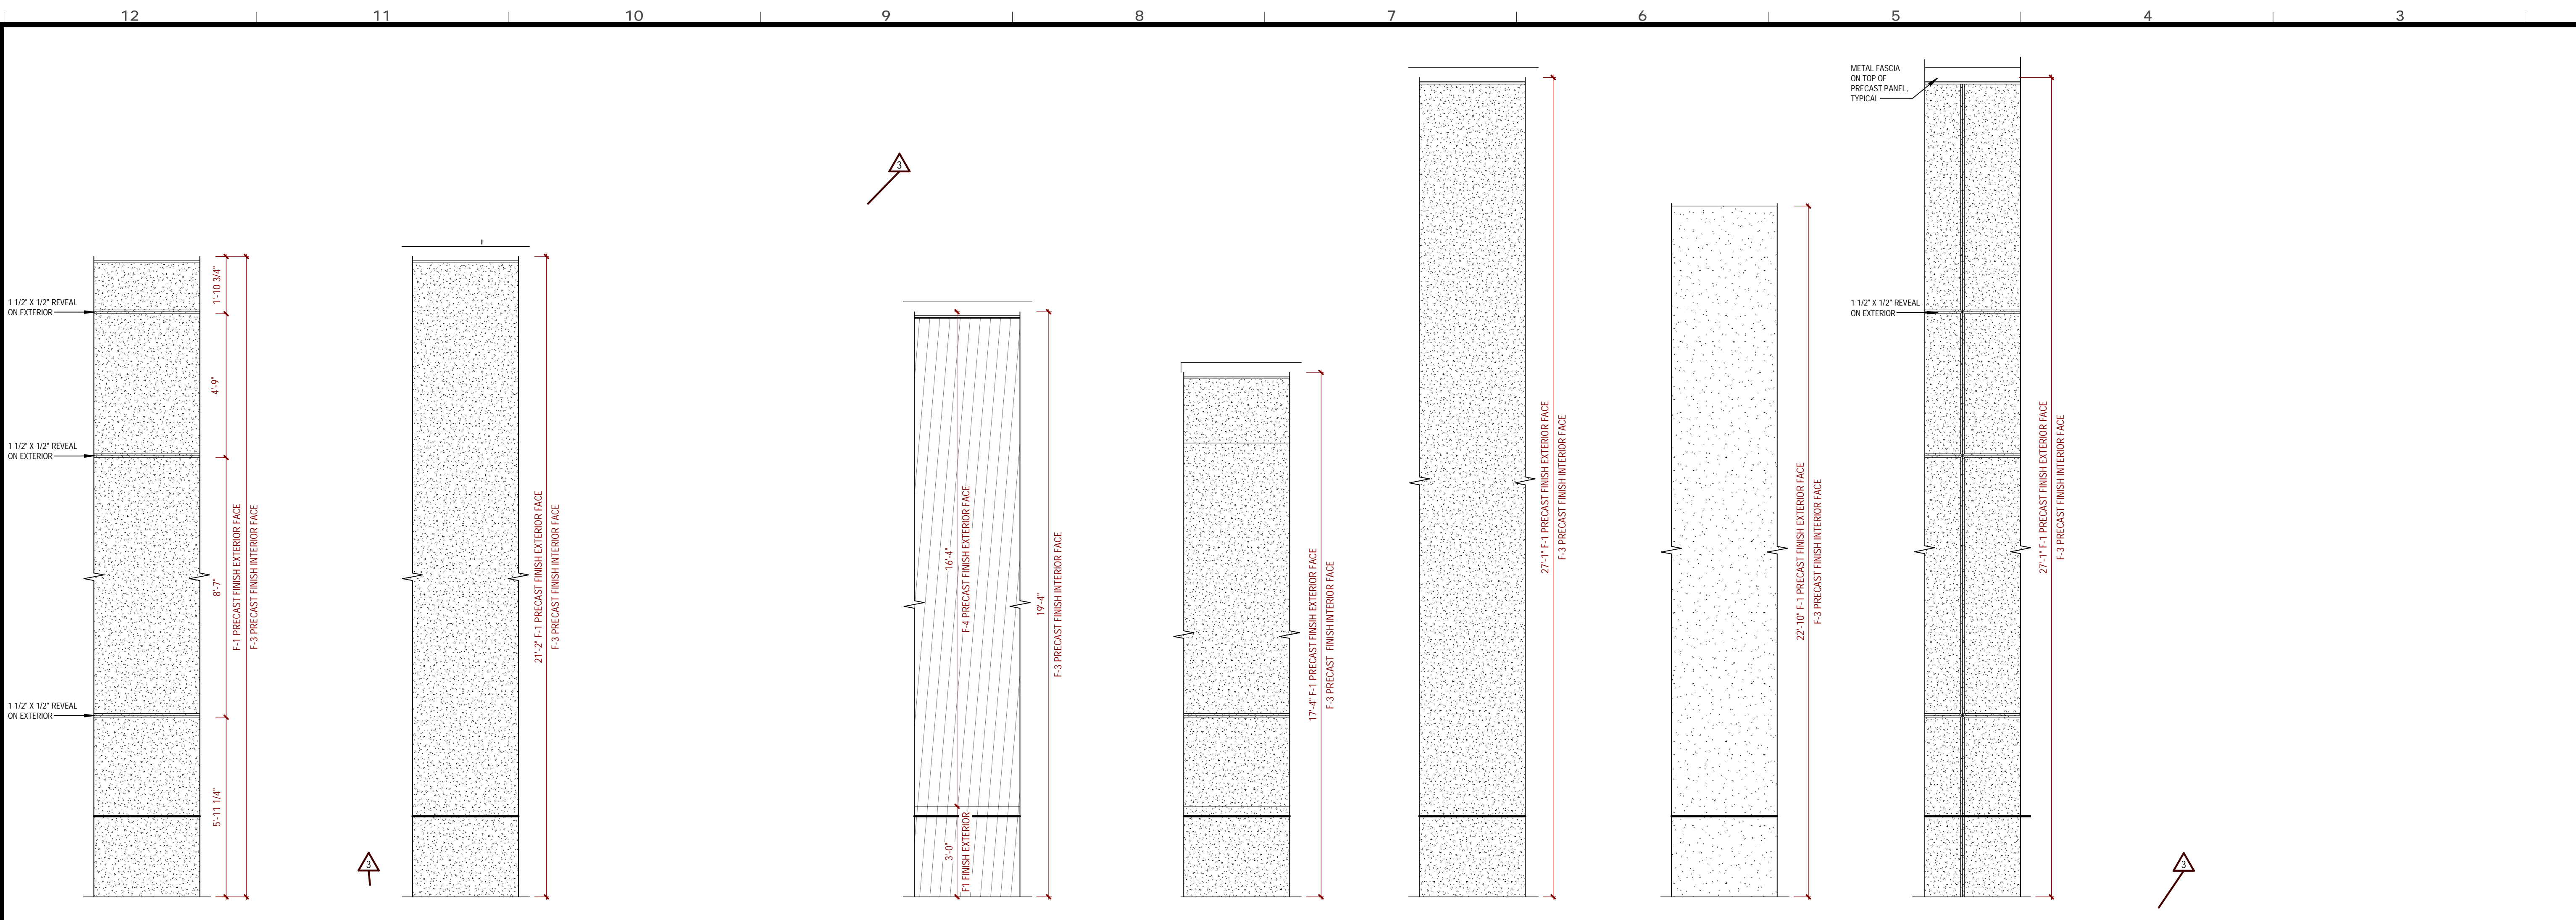 12
11
10
9
8
7
6
5
4
3
1 1/2" X 1/2" REVEAL
ON EXTERIOR
1 1/2" X 1/2" REVEAL
ON EXTERIOR
1 1/2" X 1/2" REVEAL
ON EXTERIOR
1'-10 3/4"
4'-9"
8'-7"
5'-11 1/4"
F-1 PRECAST FINISH EXTERIOR FACE
F-3 PRECAST FINISH INTERIOR FACE
3
21'-2" F-1 PRECAST FINISH EXTERIOR FACE
F-3 PRECAST FINISH INTERIOR FACE
3
16'-4"
F-4 PRECAST FINISH EXTERIOR FACE
3'-0"
F1 FINISH EXTERIOR
19'-4"
F-3 PRECAST FINISH INTERIOR FACE
17'-4" F-1 PRECAST FINSIH EXTERIOR FACE
F-3 PRECAST FINISH INTERIOR FACE
27'-1" F-1 PRECAST FINISH EXTERIOR FACE
F-3 PRECAST FINISH INTERIOR FACE
22'-10" F-1 PRECAST FINISH EXTERIOR FACE
F-3 PRECAST FINISH INTERIOR FACE
METAL FASCIA
ON TOP OF
PRECAST PANEL,
TYPICAL
1 1/2" X 1/2" REVEAL
ON EXTERIOR
27'-1" F-1 PRECAST FINISH EXTERIOR FACE
F-3 PRECAST FINISH INTERIOR FACE
3